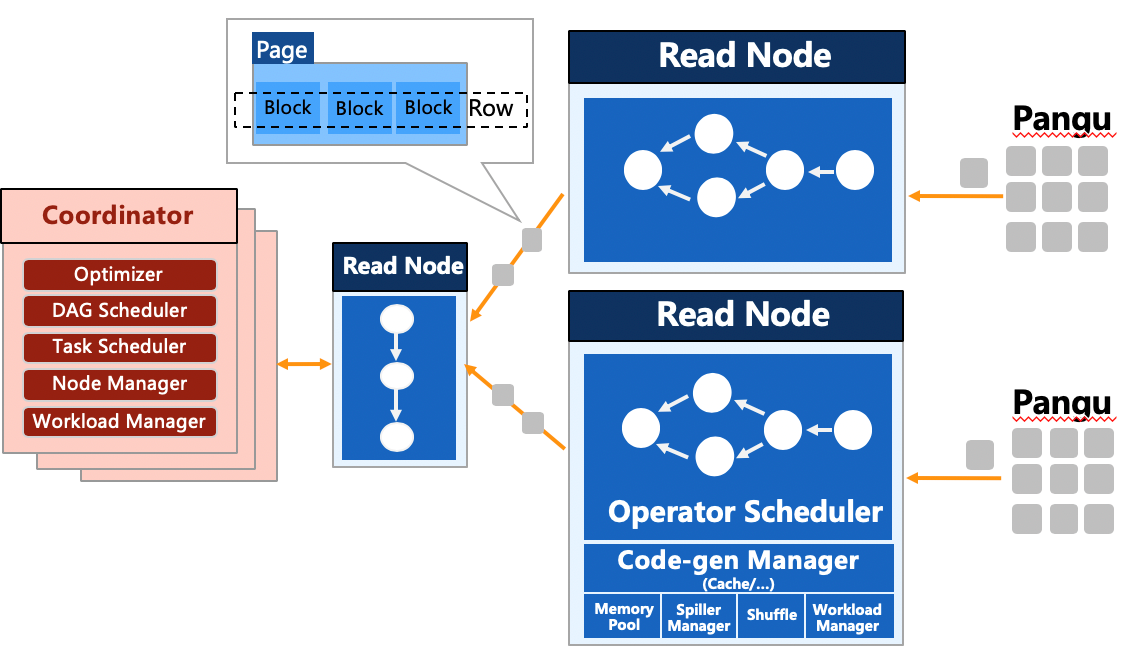 Page
Block Block Block Row
Coordinator
Optimizer
DAG Scheduler
Task Scheduler
Node Manager
Workload Manager
Read Node
Read Node
Pangu
Read Node
Operator Scheduler
Code-gen Manager
(Cache/...)
Memory Pool
Spiller Manager
Shuffle
Workload Manager
Pangu